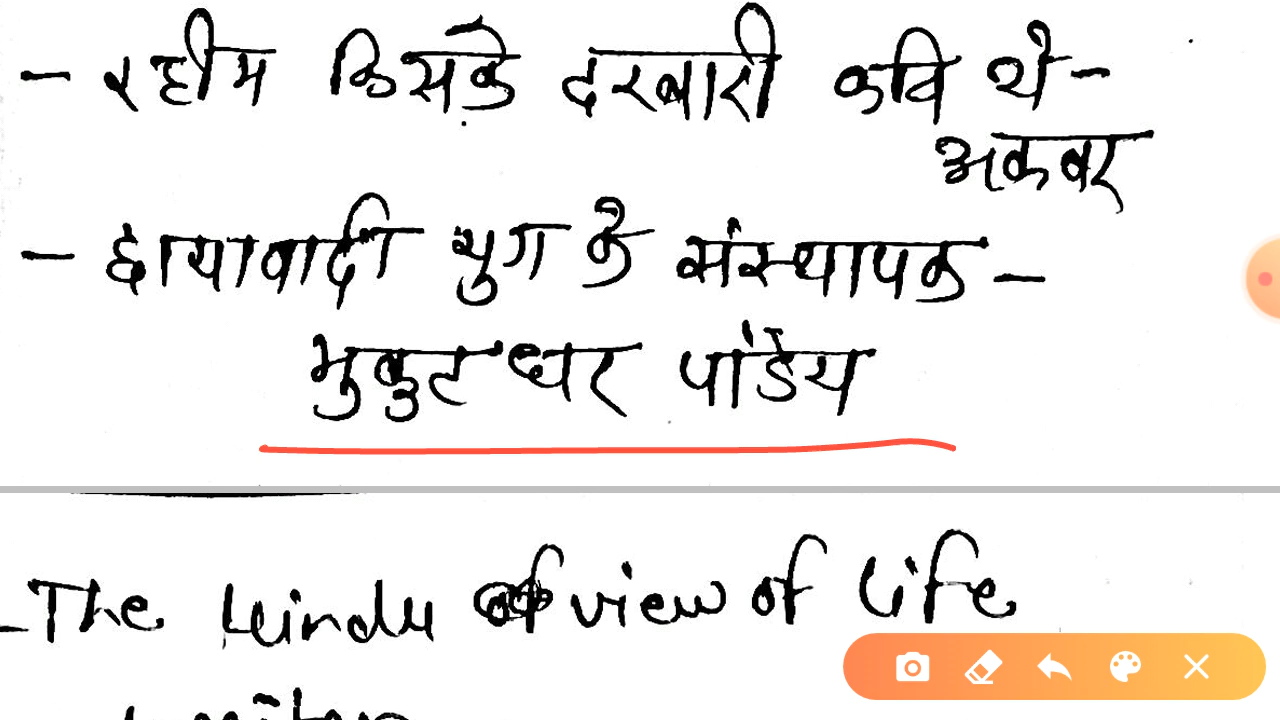 - रहीम किसके दरबारी कवि थे -
अकबर
- छायावादी युग के संस्थापक -
मुकुटधर पांडेय
- The Hindu view of life